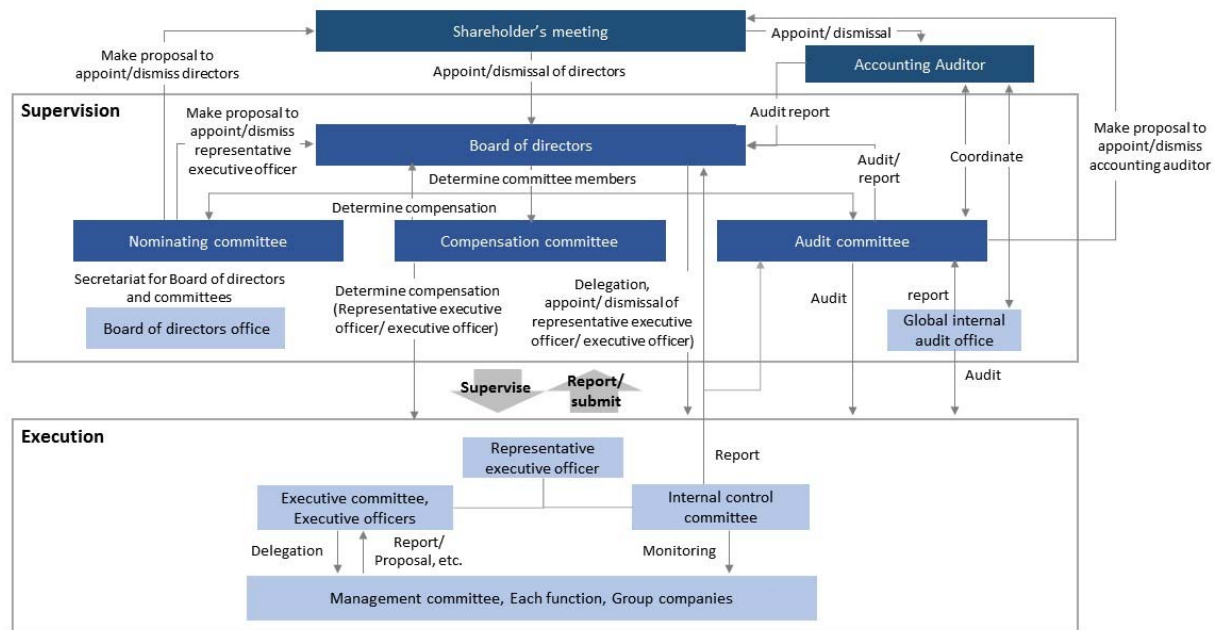 Shareholder's meeting
Appoint/ dismissal
Accounting Auditor
Make proposal to
appoint/dismiss directors
Appoint/dismissal of directors
Supervision
Make proposal to
appoint/dismiss
representative
executive officer
Audit report
Board of directors
Audit/
report
Coordinate
Make proposal to
appoint/dismiss
accounting auditor
Determine committee members
Determine compensation
Nominating committee
Compensation committee
Audit committee
Secretariat for Board of directors
and committees
Board of directors office
Determine compensation
(Representative executive
officer/ executive officer)
Delegation,
appoint/ dismissal of
representative executive
officer/ executive officer)
Audit
report
Global internal
audit office
Audit
Supervise
Report/
submit
Execution
Representative
executive officer
Report
Executive committee,
Executive officers
Internal control
committee
Delegation
Report/
Proposal, etc.
Monitoring
Management committee, Each function, Group companies